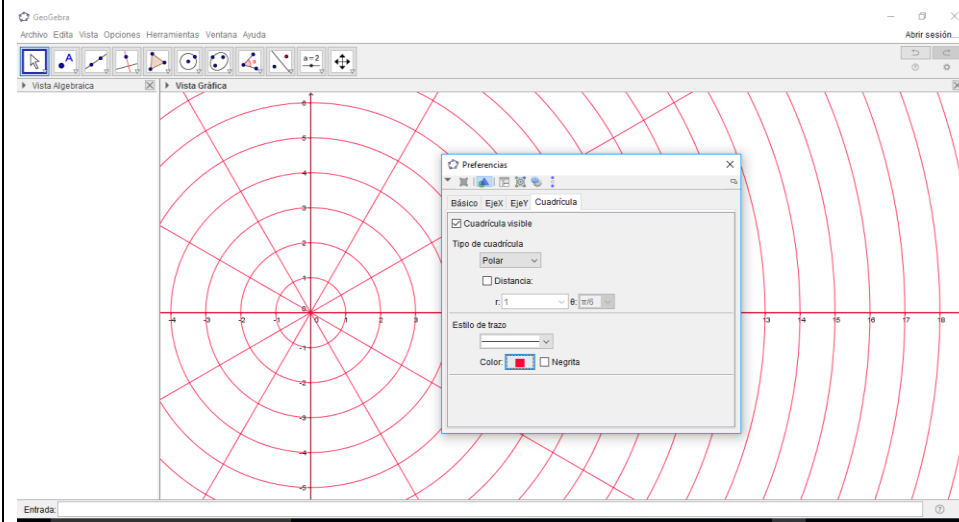 GeoGebra
Archivo Edita Vista Opciones Herramientas Ventana Ayuda
Abrir sesión...
A
a=2
Vista Algebraica
Vista Gráfica
6
5
4
3
2
1
0
-4 -3 -2 -1 0 1 2 3 13 14 15 16 17 18
-1
-2
-3
-4
-5
Preferencias
Básico EjeX EjeY Cuadrícula
Cuadrícula visible
Tipo de cuadrícula
Polar
Distancia:
r: 1 θ: π/6
Estilo de trazo
Color: Negrita
Entrada: